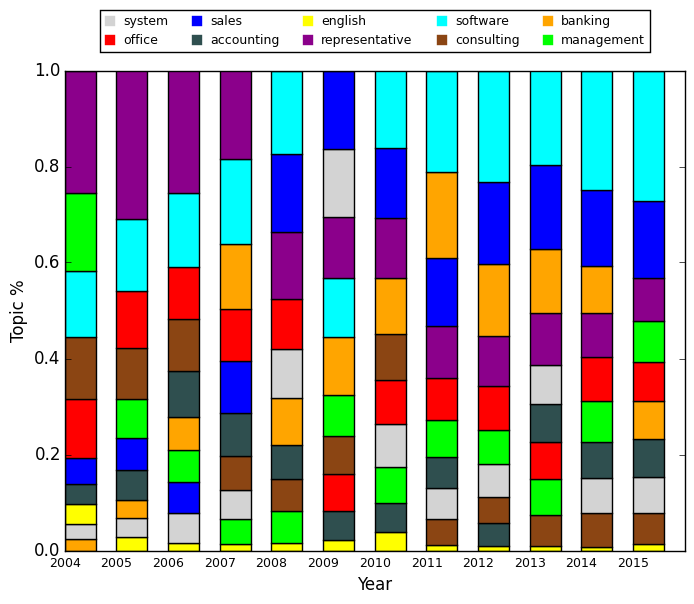 system sales english software banking
office accounting representative consulting management
1.0
0.8
0.6
0.4
0.2
0.0
Topic %
2004 2005 2006 2007 2008 2009 2010 2011 2012 2013 2014 2015
Year